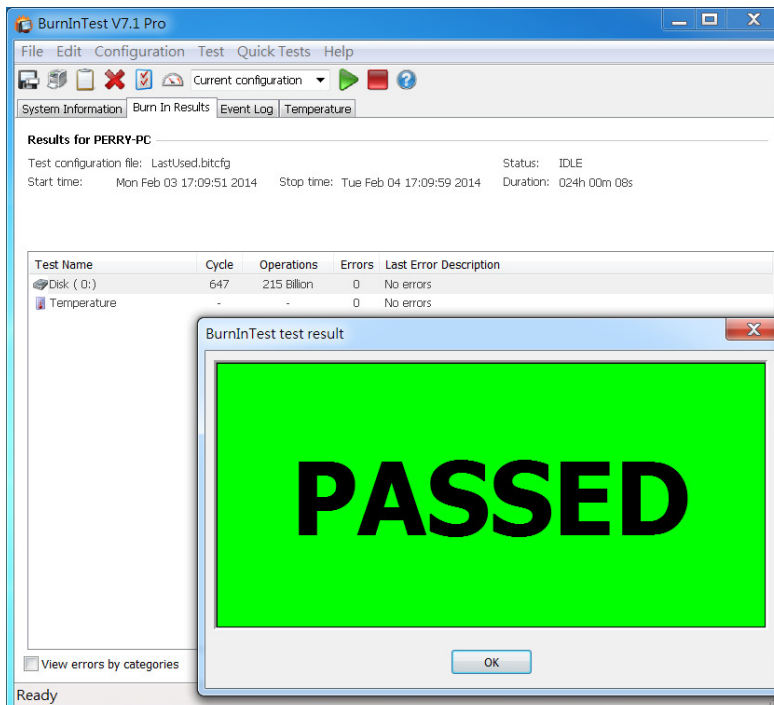 BurnInTest V7.1 Pro
File Edit Configuration Test Quick Tests Help
Current configuration
System Information Burn In Results Event Log Temperature
Results for PERRY-PC
Test configuration file: LastUsed.bitcfg Status: IDLE
Start time: Mon Feb 03 17:09:51 2014 Stop time: Tue Feb 04 17:09:59 2014 Duration: 024h 00m 08s
Test Name Cycle Operations Errors Last Error Description
Disk ( O:) 647 215 Billion 0 No errors
Temperature - - 0 No errors
BurnInTest test result
PASSED
OK
View errors by categories
Ready